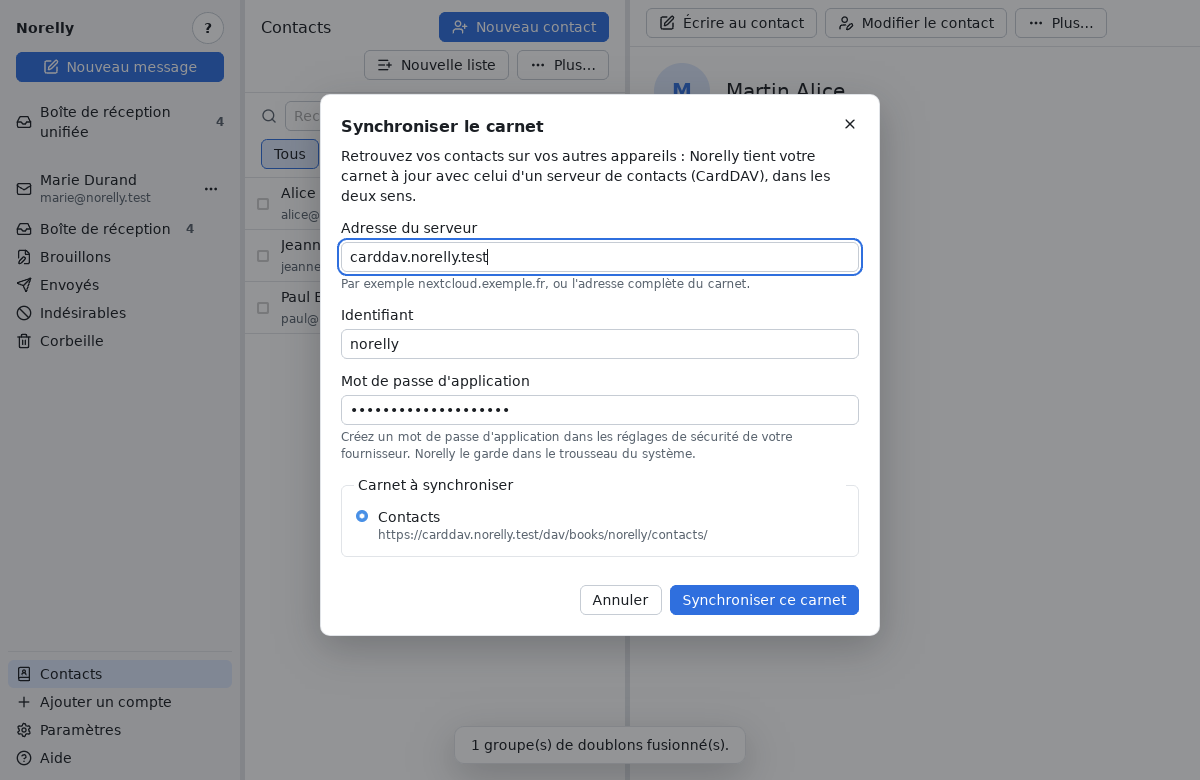 Norelly
?
Nouveau message
Boîte de réception
unifiée
4
Marie Durand
marie@norelly.test
Boîte de réception 4
Brouillons
Envoyés
Indésirables
Corbeille
Contacts
Ajouter un compte
Paramètres
Aide
Contacts
Nouveau contact
Nouvelle liste
Plus…
Rec
Tous
Alice
alice@
Jeann
jeanne
Paul
paul@
Écrire au contact
Modifier le contact
Plus…
M
Martin Alice
Synchroniser le carnet
Retrouvez vos contacts sur vos autres appareils : Norelly tient votre
carnet à jour avec celui d'un serveur de contacts (CardDAV), dans les
deux sens.
Adresse du serveur
carddav.norelly.test
Par exemple nextcloud.exemple.fr, ou l'adresse complète du carnet.
Identifiant
norelly
Mot de passe d'application
••••••••••••••••••••
Créez un mot de passe d'application dans les réglages de sécurité de votre
fournisseur. Norelly le garde dans le trousseau du système.
Carnet à synchroniser
Contacts
https://carddav.norelly.test/dav/books/norelly/contacts/
Annuler
Synchroniser ce carnet
1 groupe(s) de doublons fusionné(s).